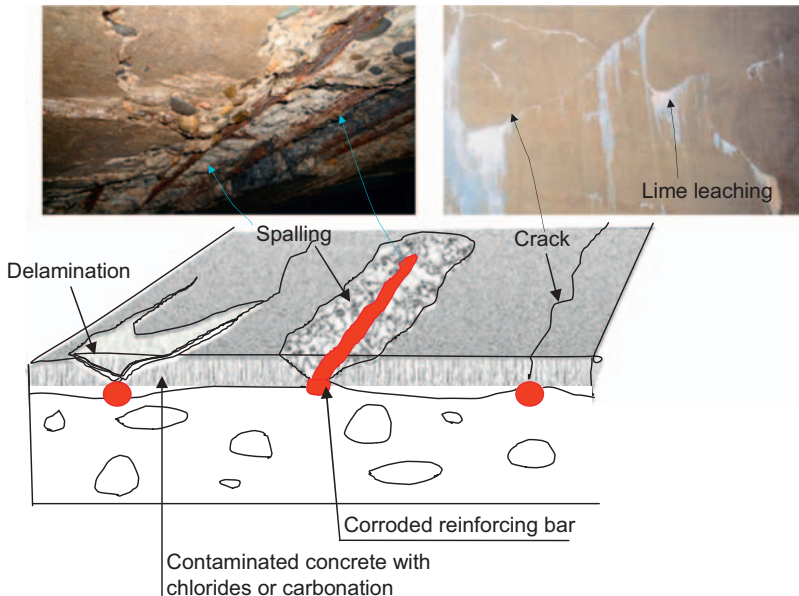 Lime leaching
Spalling
Crack
Delamination
Corroded reinforcing bar
Contaminated concrete with
chlorides or carbonation